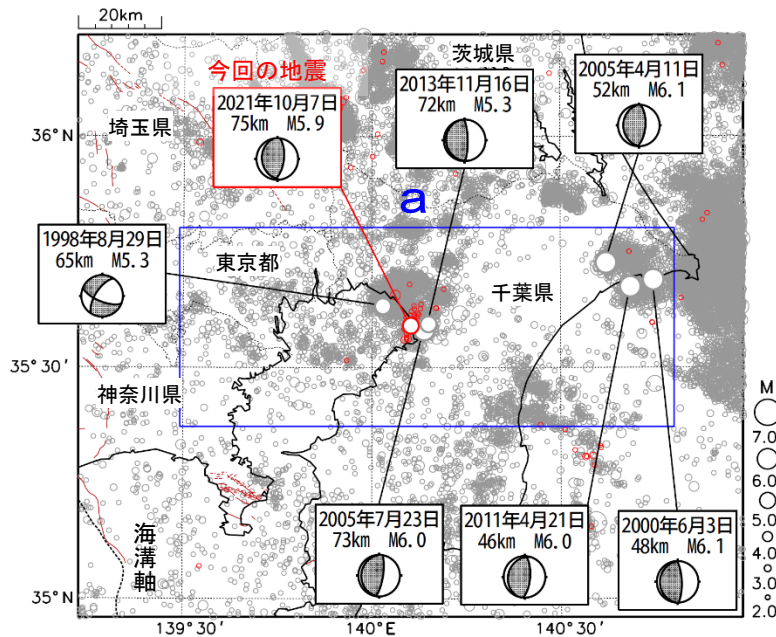 20km
茨城県
今回の地震
2021年10月7日
75km M5.9
2013年11月16日
72km M5.3
2005年4月11日
52km M6.1
埼玉県
36°N
a
1998年8月29日
65km M5.3
東京都
千葉県
35°30′
神奈川県
M
7.0
6.0
5.0
4.0
3.0
2.0
2005年7月23日
73km M6.0
2011年4月21日
46km M6.0
2000年6月3日
48km M6.1
海溝軸
35°N
139°30′
140°E
140°30′